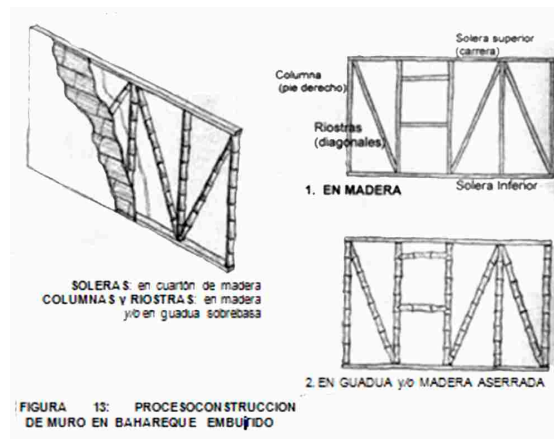 Solera superior
(carrera)
Columna
(pie derecho)
Riostras
(diagonales)
1. EN MADERA
Solera Inferior
SOLERAS: en cuartón de madera
COLUMNAS y RIOSTRAS: en madera
y/o en guadua sobrebasa
2. EN GUADUA y/o MADERA ASERRADA
FIGURA 13: PROCESOCONSTRUCCION
DE MURO EN BAHAREQUE EMBUTIDO